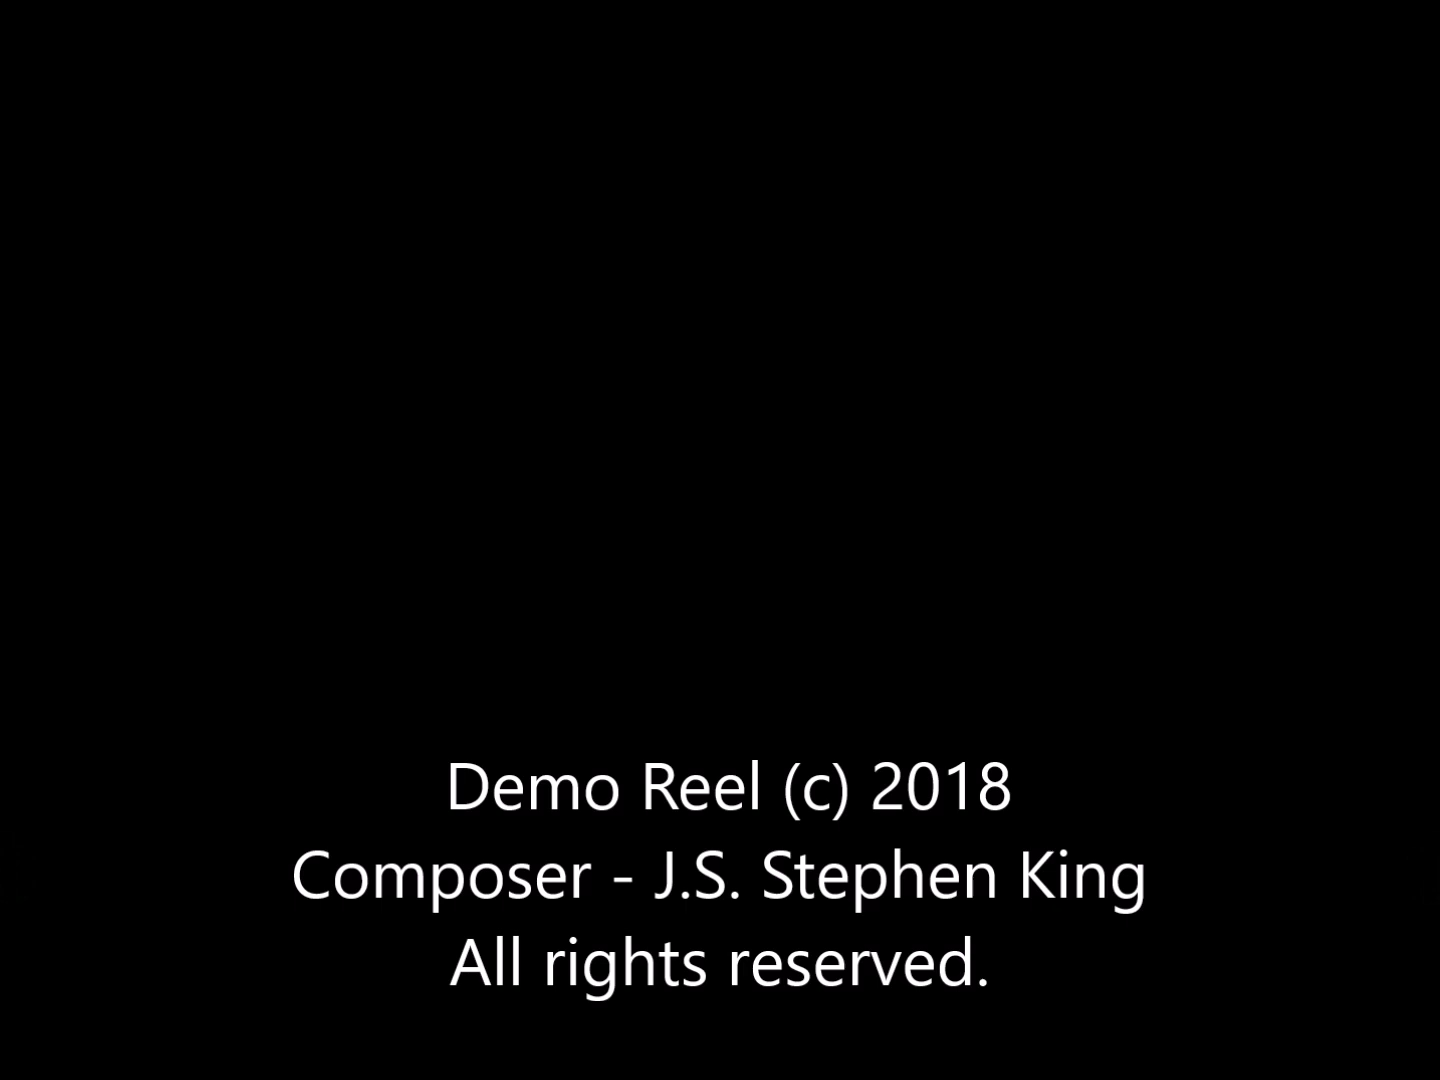 Demo Reel (c) 2018
Composer - J.S. Stephen King
All rights reserved.